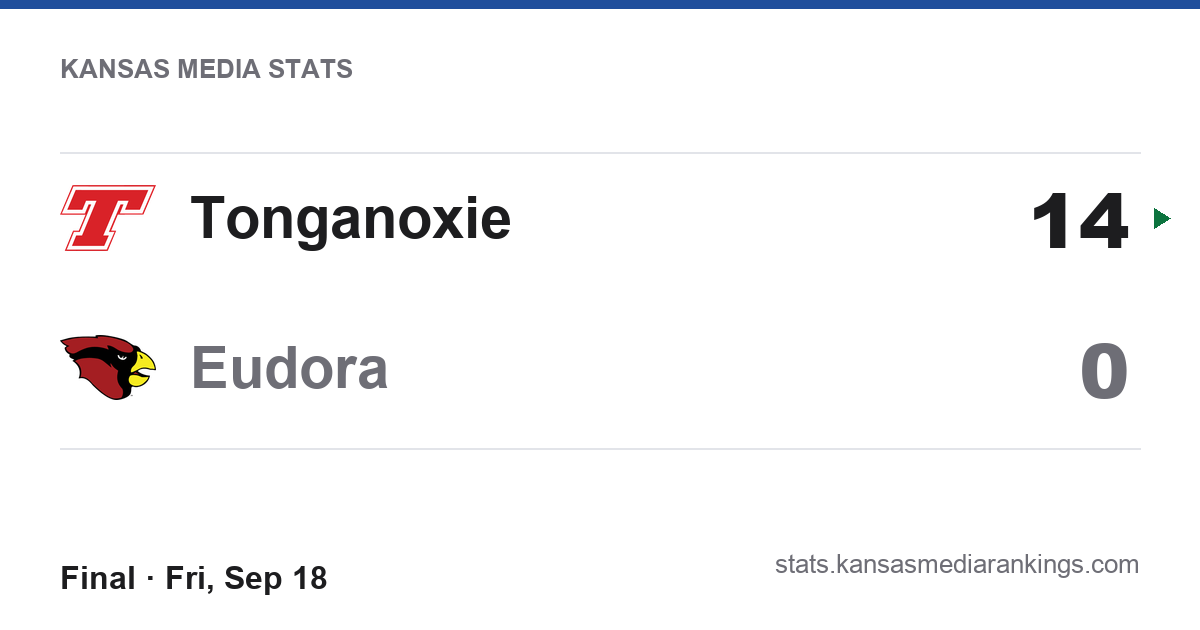 KANSAS MEDIA STATS
T Tonganoxie 14
Eudora 0
Final · Fri, Sep 18
stats.kansasmediarankings.com